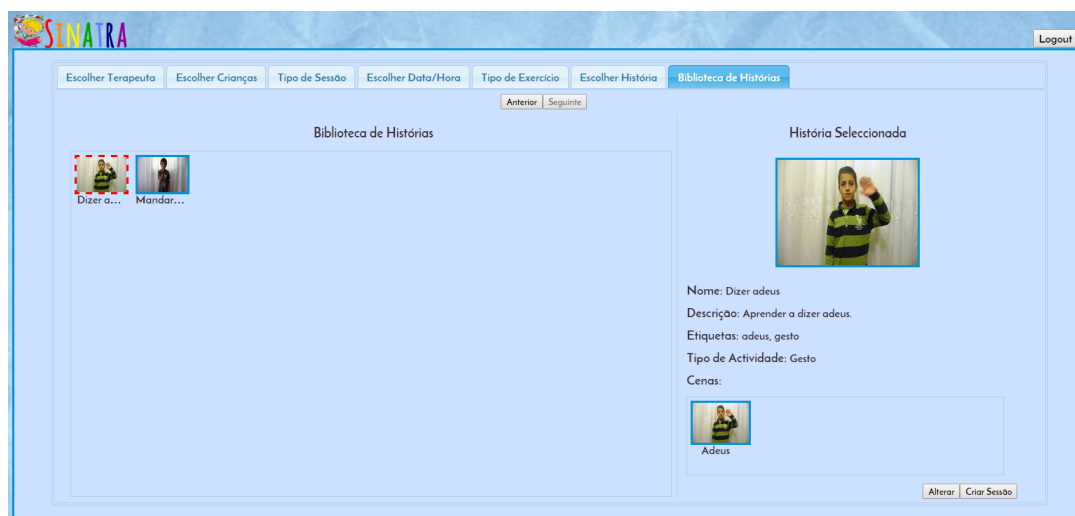 SINATRA
Logout
Escolher Terapeuta Escolher Crianças Tipo de Sessão Escolher Data/Hora Tipo de Exercício Escolher História Biblioteca de Histórias
Anterior Seguinte
Biblioteca de Histórias
Dizer a... Mandar...
História Seleccionada
Nome: Dizer adeus
Descrição: Aprender a dizer adeus.
Etiquetas: adeus, gesto
Tipo de Actividade: Gesto
Cenas:
Adeus
Alterar Criar Sessão